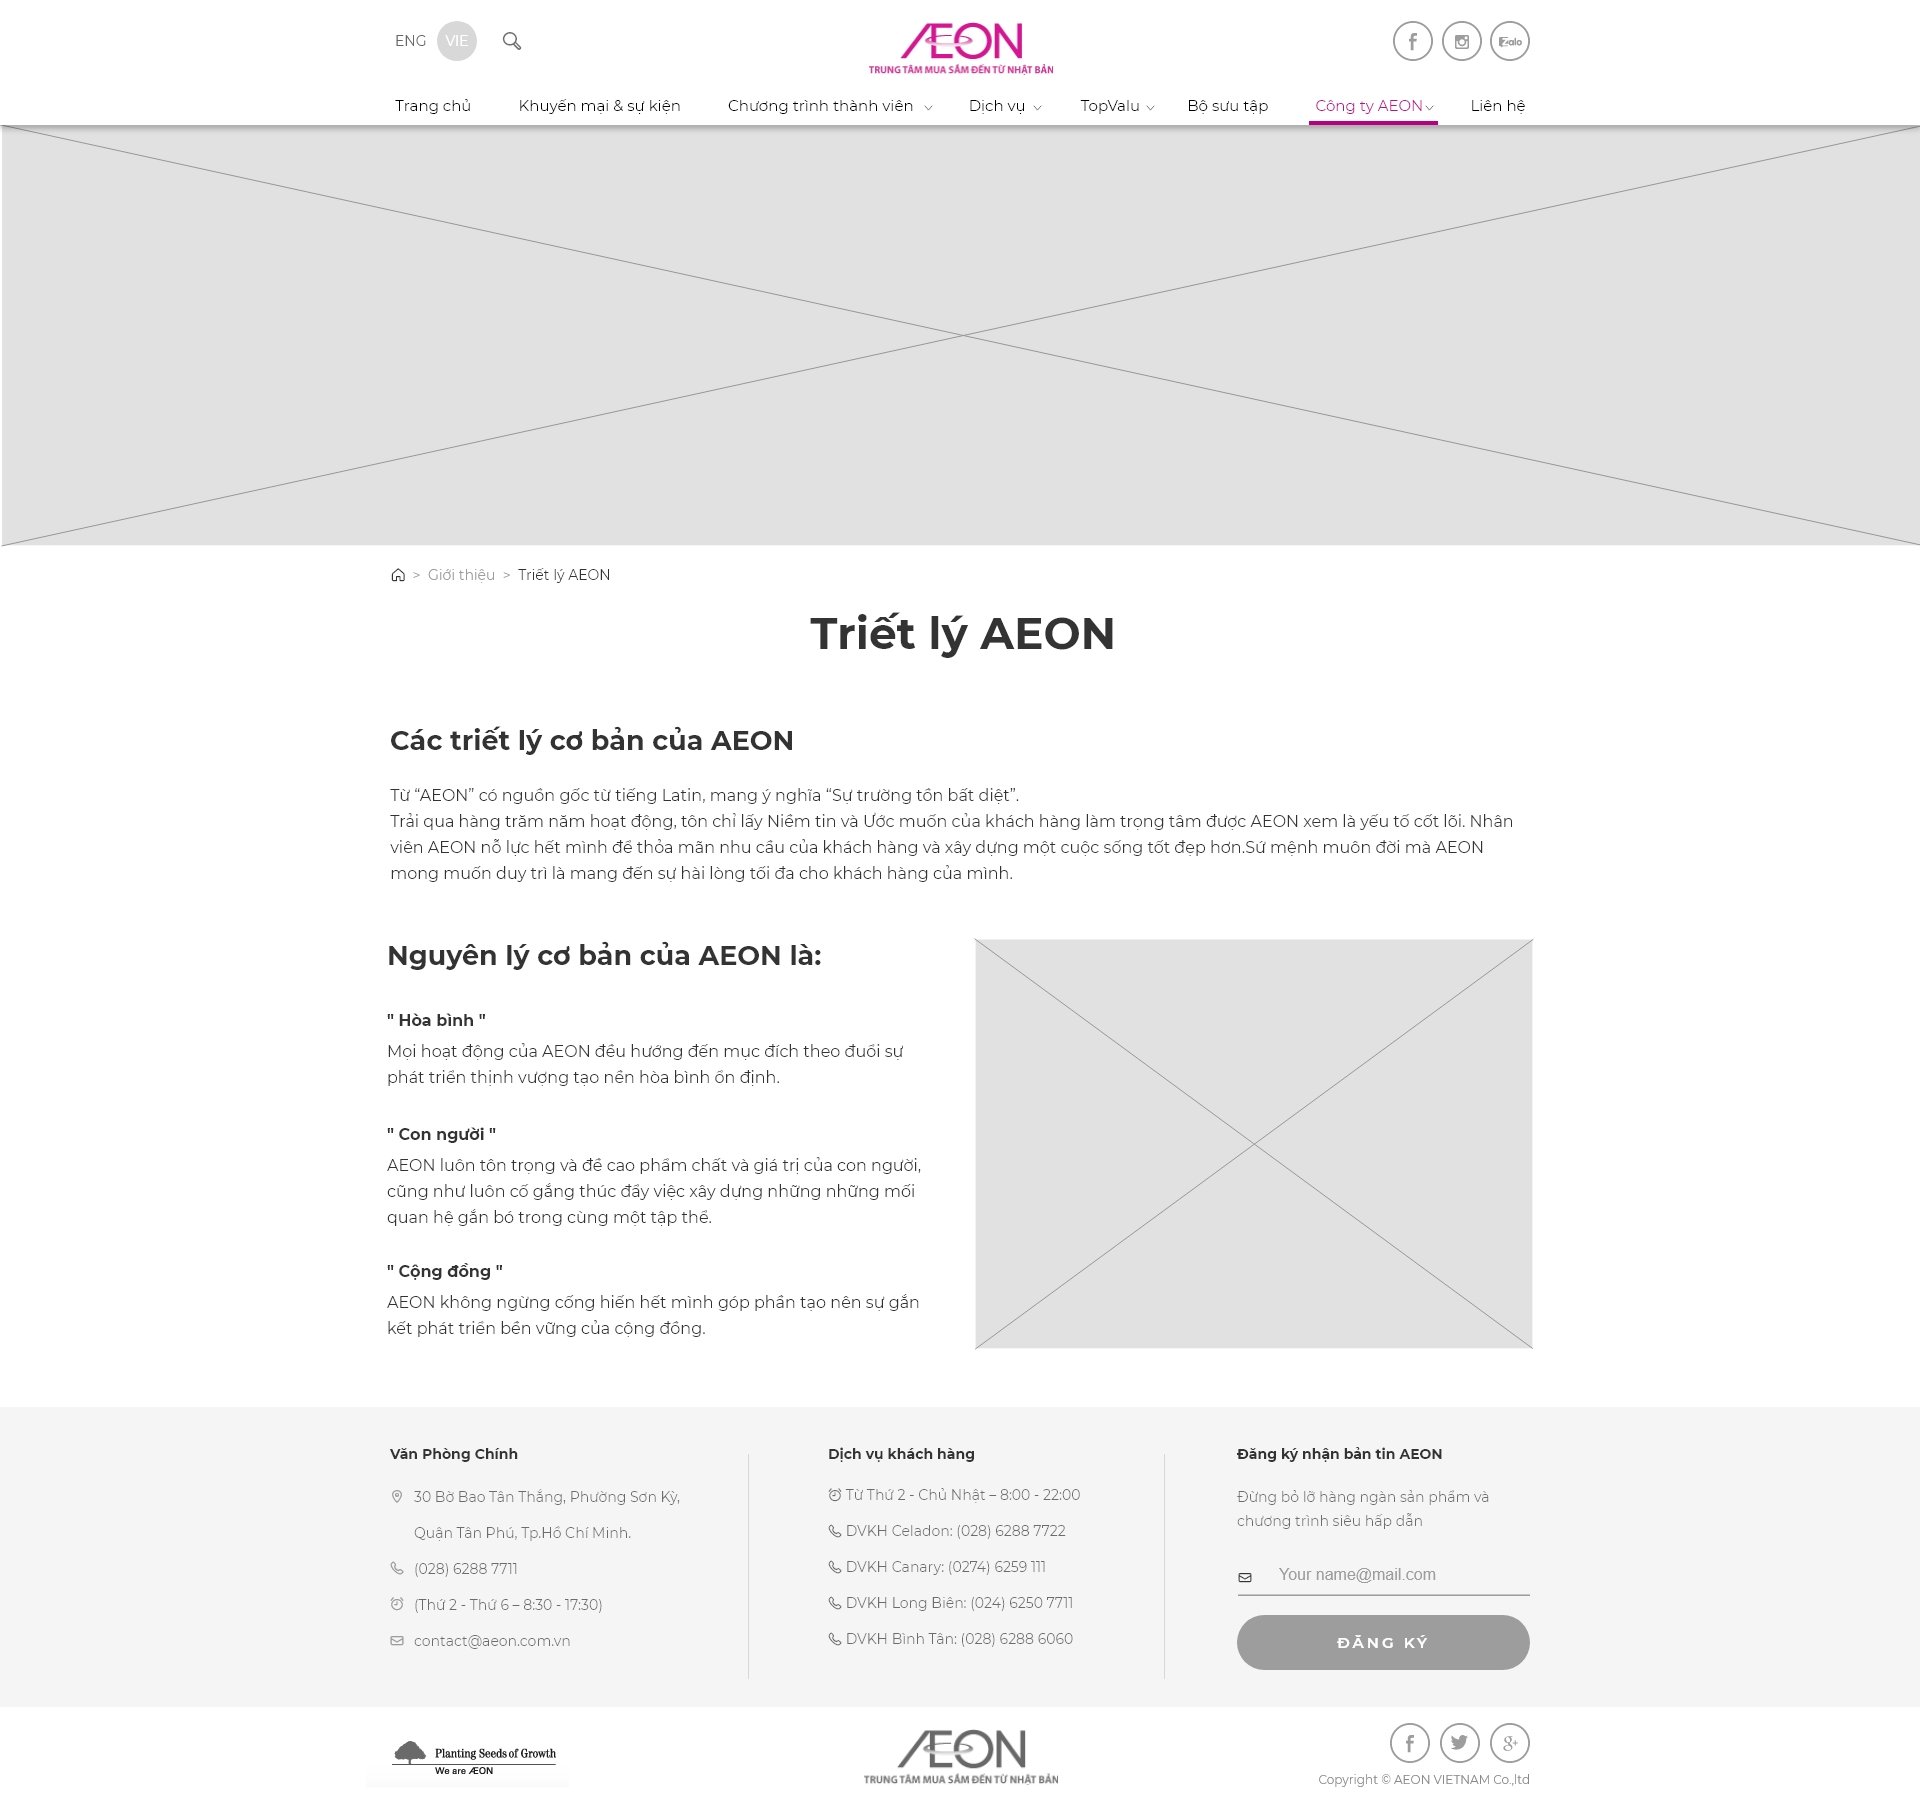 ENG VIE
ÆON
TRUNG TÂM MUA SẮM ĐẾN TỪ NHẬT BẢN
Zalo
Trang chủ Khuyến mại & sự kiện Chương trình thành viên Dịch vụ TopValu Bộ sưu tập Công ty AEON Liên hệ
> Giới thiệu > Triết lý AEON
Triết lý AEON
Các triết lý cơ bản của AEON
Từ “AEON” có nguồn gốc từ tiếng Latin, mang ý nghĩa “Sự trường tồn bất diệt”.
Trải qua hàng trăm năm hoạt động, tôn chỉ lấy Niềm tin và Ước muốn của khách hàng làm trọng tâm được AEON xem là yếu tố cốt lõi. Nhân
viên AEON nỗ lực hết mình để thỏa mãn nhu cầu của khách hàng và xây dựng một cuộc sống tốt đẹp hơn.Sứ mệnh muôn đời mà AEON
mong muốn duy trì là mang đến sự hài lòng tối đa cho khách hàng của mình.
Nguyên lý cơ bản của AEON là:
" Hòa bình "
Mọi hoạt động của AEON đều hướng đến mục đích theo đuổi sự
phát triển thịnh vượng tạo nền hòa bình ổn định.
" Con người "
AEON luôn tôn trọng và đề cao phẩm chất và giá trị của con người,
cũng như luôn cố gắng thúc đẩy việc xây dựng những những mối
quan hệ gắn bó trong cùng một tập thể.
" Cộng đồng "
AEON không ngừng cống hiến hết mình góp phần tạo nên sự gắn
kết phát triển bền vững của cộng đồng.
Văn Phòng Chính
30 Bờ Bao Tân Thắng, Phường Sơn Kỳ,
Quận Tân Phú, Tp.Hồ Chí Minh.
(028) 6288 7711
(Thứ 2 - Thứ 6 – 8:30 - 17:30)
contact@aeon.com.vn
Dịch vụ khách hàng
Từ Thứ 2 - Chủ Nhật – 8:00 - 22:00
DVKH Celadon: (028) 6288 7722
DVKH Canary: (0274) 6259 111
DVKH Long Biên: (024) 6250 7711
DVKH Bình Tân: (028) 6288 6060
Đăng ký nhận bản tin AEON
Đừng bỏ lỡ hàng ngàn sản phẩm và
chương trình siêu hấp dẫn
Your name@mail.com
ĐĂNG KÝ
Planting Seeds of Growth
We are ÆON
ÆON
TRUNG TÂM MUA SẮM ĐẾN TỪ NHẬT BẢN
Copyright © AEON VIETNAM Co.,ltd